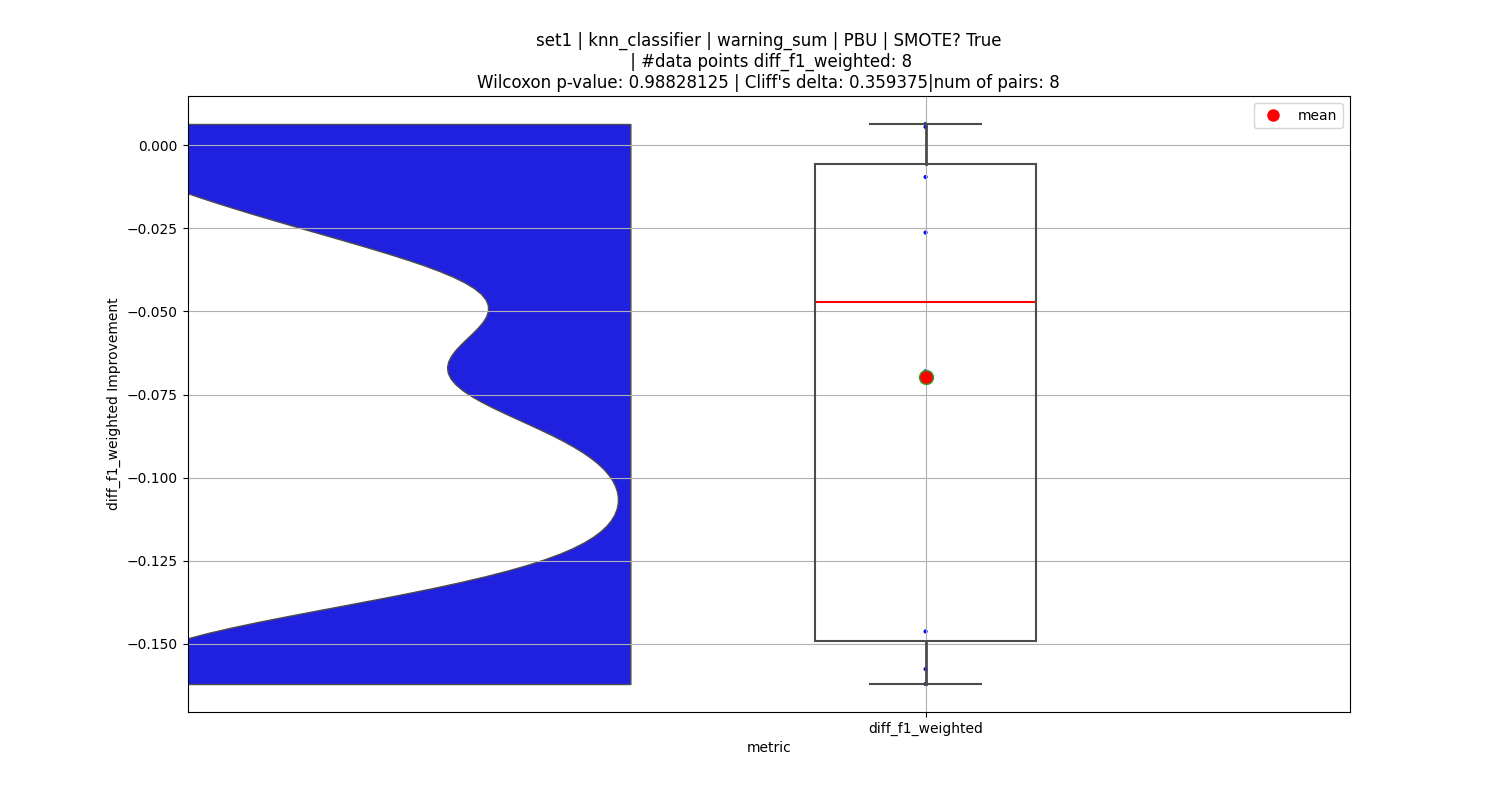 set1 | knn_classifier | warning_sum | PBU | SMOTE? True
| #data points diff_f1_weighted: 8
Wilcoxon p-value: 0.98828125 | Cliff's delta: 0.359375|num of pairs: 8
mean
0.000
−0.025
−0.050
−0.075
−0.100
−0.125
−0.150
diff_f1_weighted Improvement
diff_f1_weighted
metric